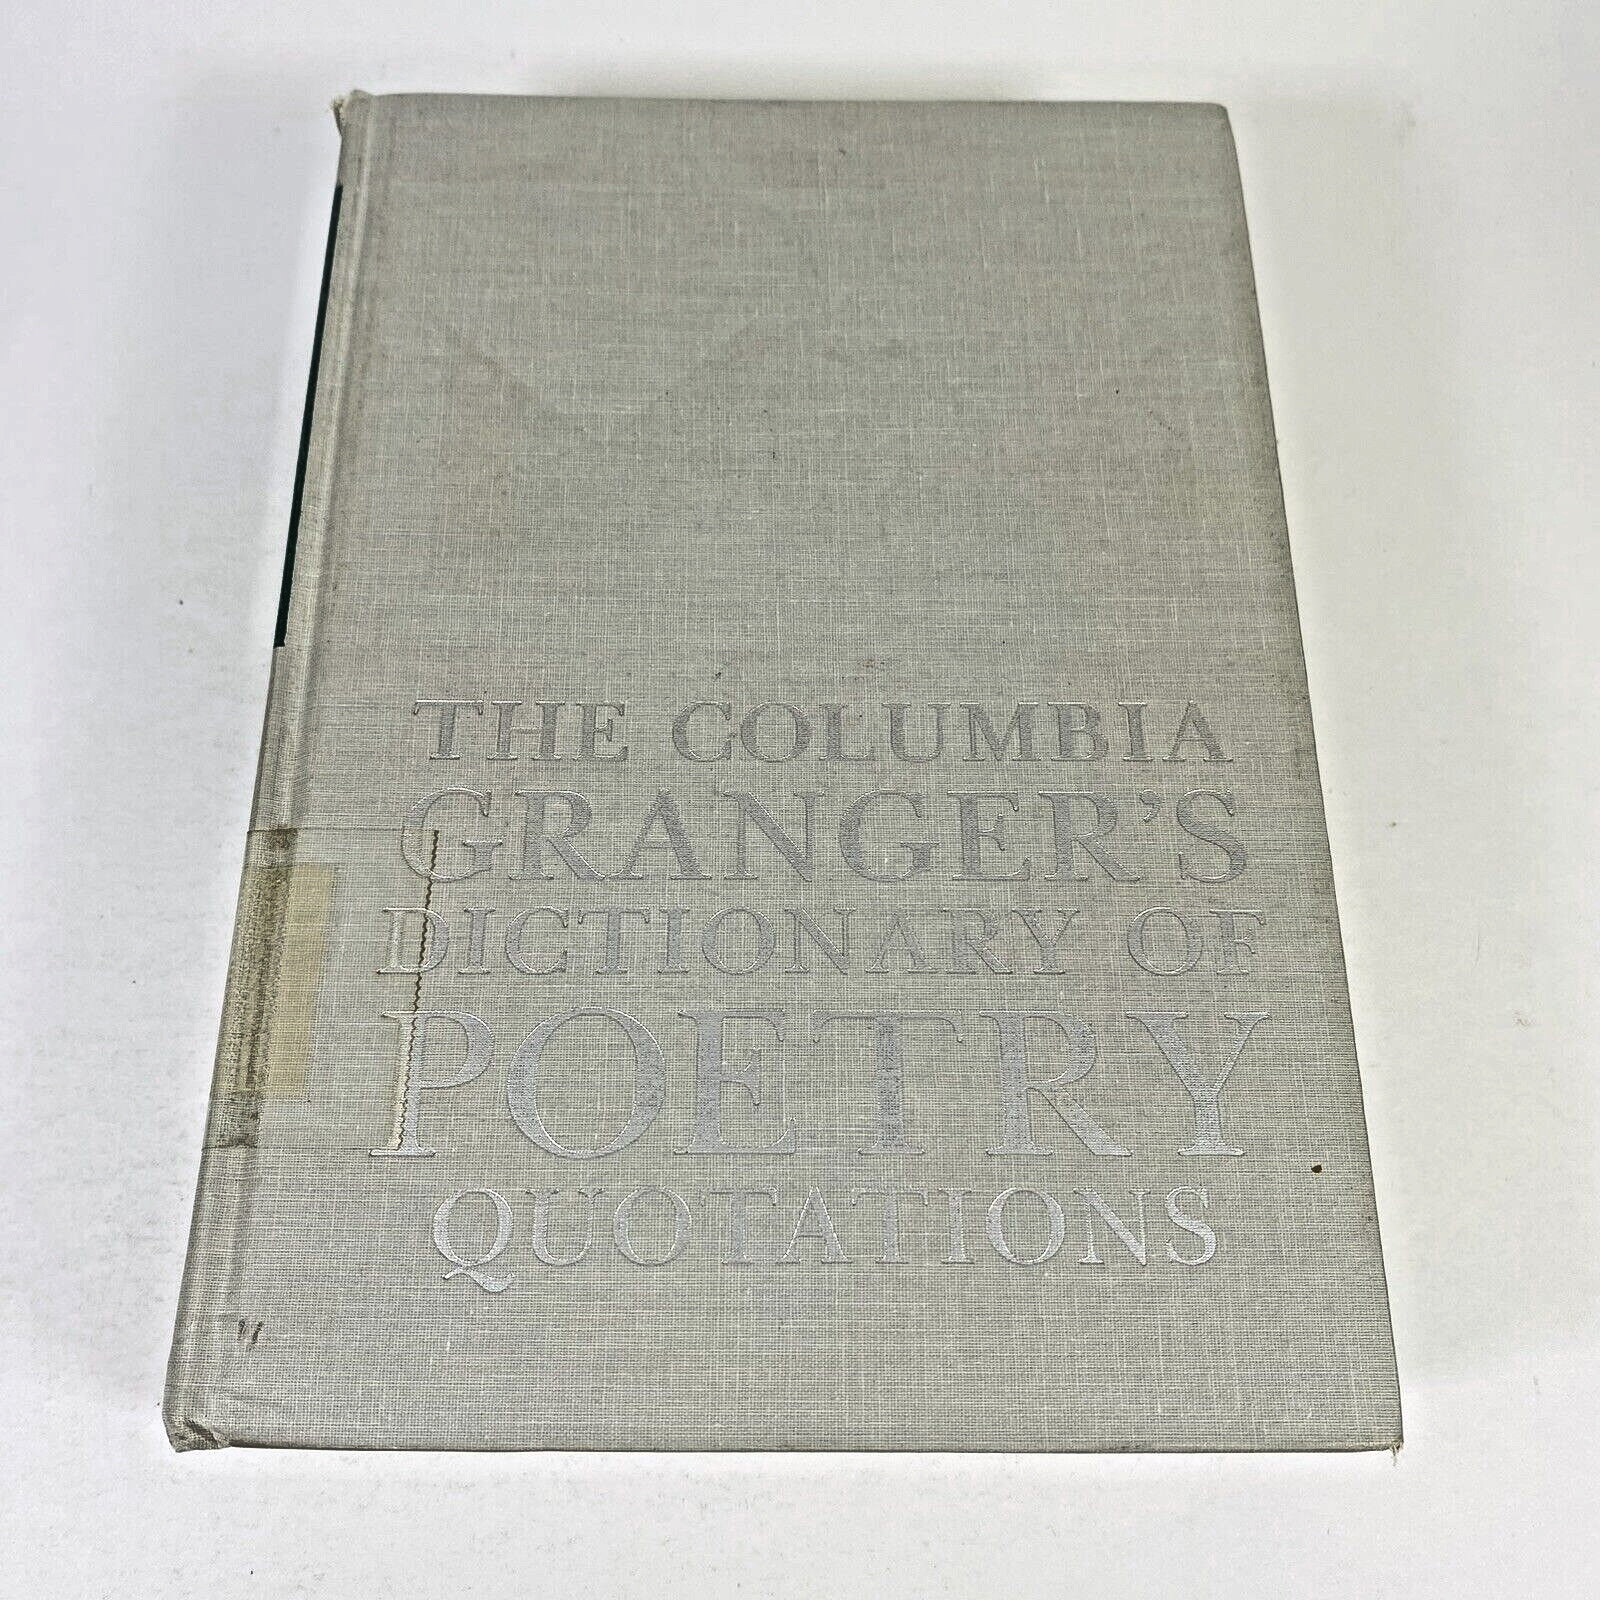 THE COLUMBIA
GRANGER'S
DICTIONARY OF
POETRY
QUOTATIONS